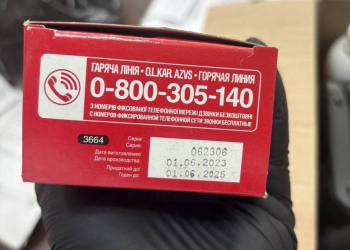 ГАРЯЧА ЛІНІЯ • O.L.KAR. AZVS • ГОРЯЧАЯ ЛИНИЯ
0-800-305-140
З НОМЕРІВ ФІКСОВАНОЇ ТЕЛЕФОННОЇ МЕРЕЖІ ДЗВІНКИ БЕЗКОШТОВНІ
С НОМЕРОВ ФИКСИРОВАННОЙ ТЕЛЕФОННОЙ СЕТИ ЗВОНКИ БЕСПЛАТНЫЕ
3664
Серія
Серия
062306
Дата виготовлення
Дата производства
01.06.2023
Придатний до
Годен до
01.06.2025